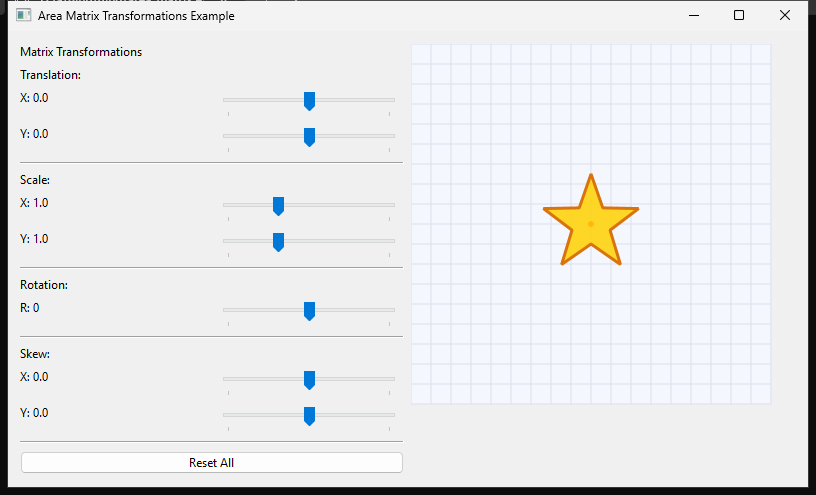 Area Matrix Transformations Example
Matrix Transformations
Translation:
X: 0.0
Y: 0.0
Scale:
X: 1.0
Y: 1.0
Rotation:
R: 0
Skew:
X: 0.0
Y: 0.0
Reset All